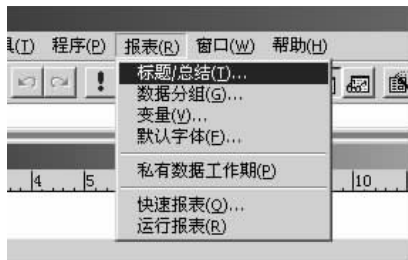 具(T) 程序(P) 报表(R) 窗口(W) 帮助(H)
标题/总结(T)...
数据分组(G)...
变量(V)...
默认字体(F)...
私有数据工作期(P)
4 5 10
快速报表(Q)...
运行报表(R)